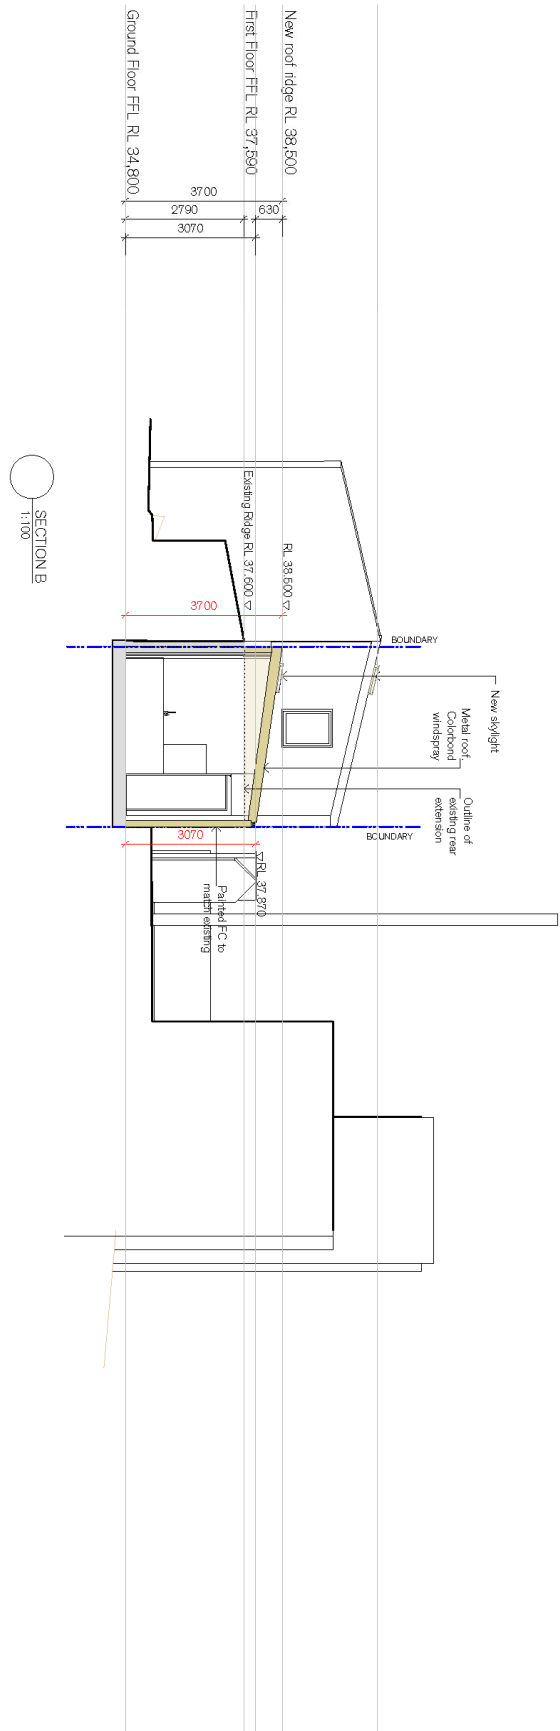 New roof ridge RL 38,500
First Floor FFL RL 37,590
Ground Floor FFL RL 34,800
3700
2790
630
3070
Existing Ridge RL 37,600
RL 38,500
3700
BOUNDARY
New skylight
Metal roof,
Colorbond
windspray
Outline of
existing rear
extension
BOUNDARY
3070
RL 37,870
Painted FC to
match existing
SECTION B
1:100